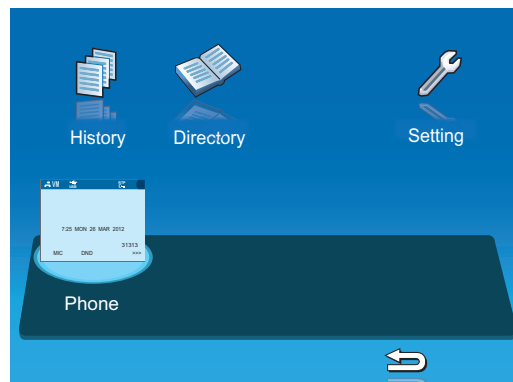 History Directory Setting
VM
7:25 MON 26 MAR 2012
31313
MIC DND >>>
Phone